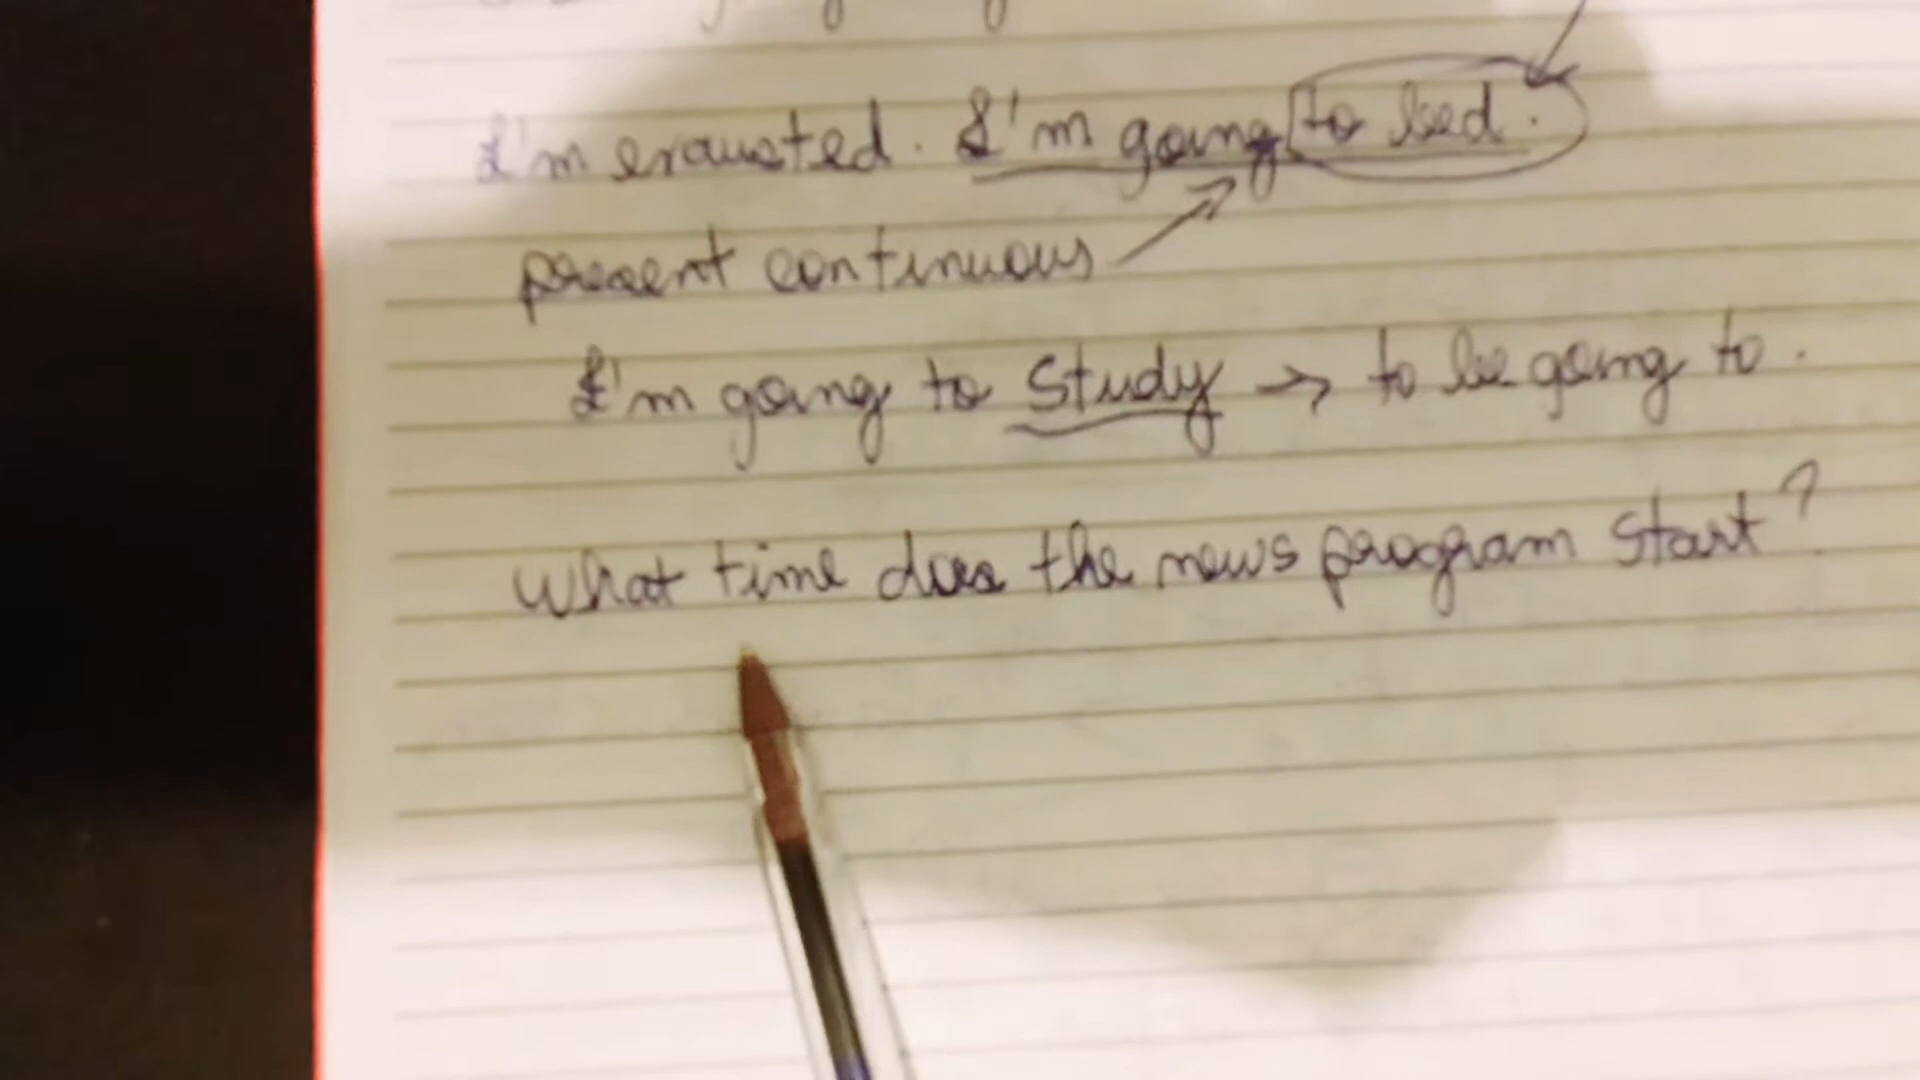 I'm exausted. I'm going to bed.
present continuous
I'm going to study → to be going to.
What time does the news program start?